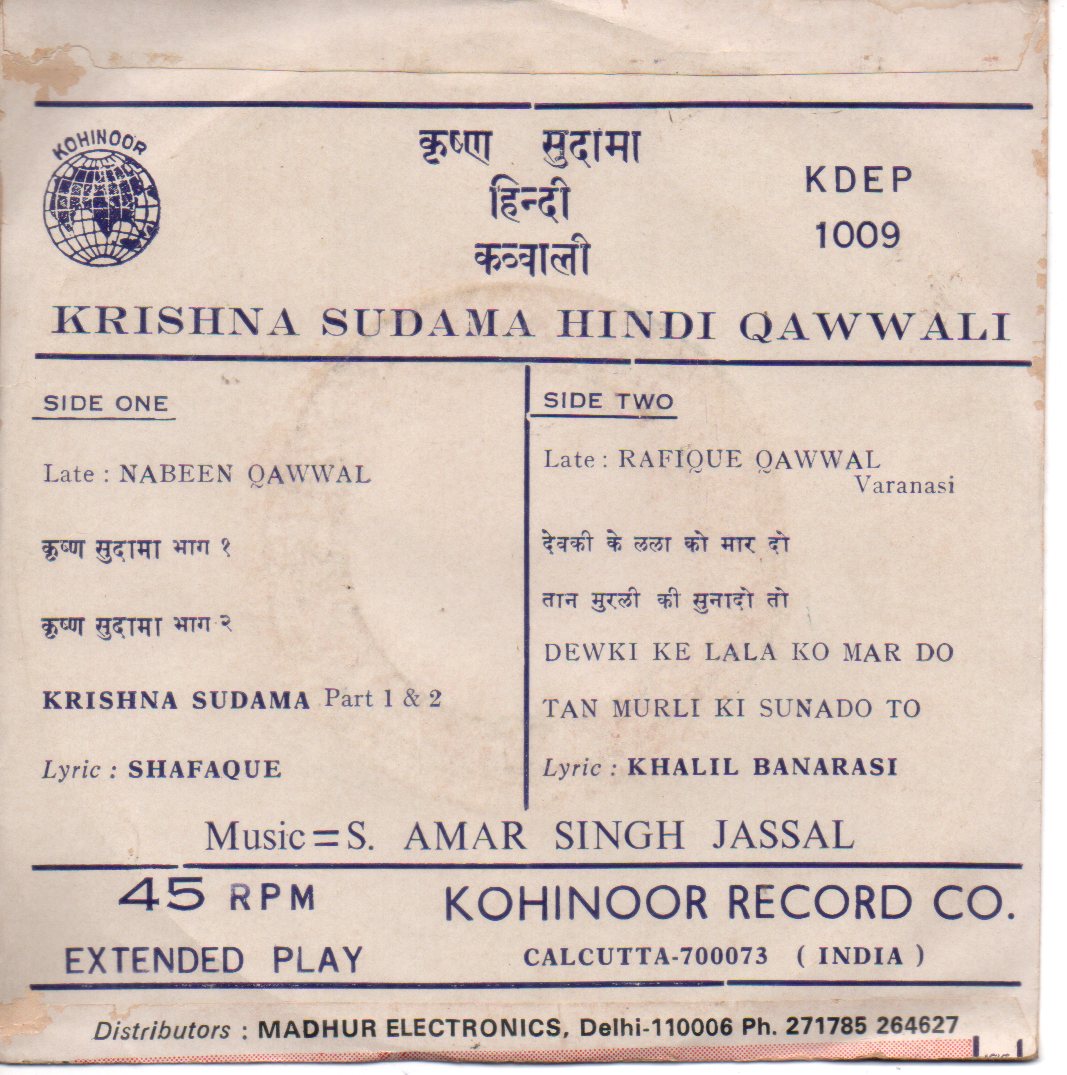 KOHINOOR
कृष्ण सुदामा
हिन्दी
कव्वाली
KDEP
1009
KRISHNA SUDAMA HINDI QAWWALI
SIDE ONE
Late : NABEEN QAWWAL
कृष्ण सुदामा भाग १
कृष्ण सुदामा भाग २
KRISHNA SUDAMA Part 1 & 2
Lyric : SHAFAQUE
SIDE TWO
Late : RAFIQUE QAWWAL
Varanasi
देवकी के लला को मार दो
तान मुरली की सुनादो तो
DEWKI KE LALA KO MAR DO
TAN MURLI KI SUNADO TO
Lyric : KHALIL BANARASI
Music = S. AMAR SINGH JASSAL
45 RPM
EXTENDED PLAY
KOHINOOR RECORD CO.
CALCUTTA-700073 ( INDIA )
Distributors : MADHUR ELECTRONICS, Delhi-110006 Ph. 271785 264627